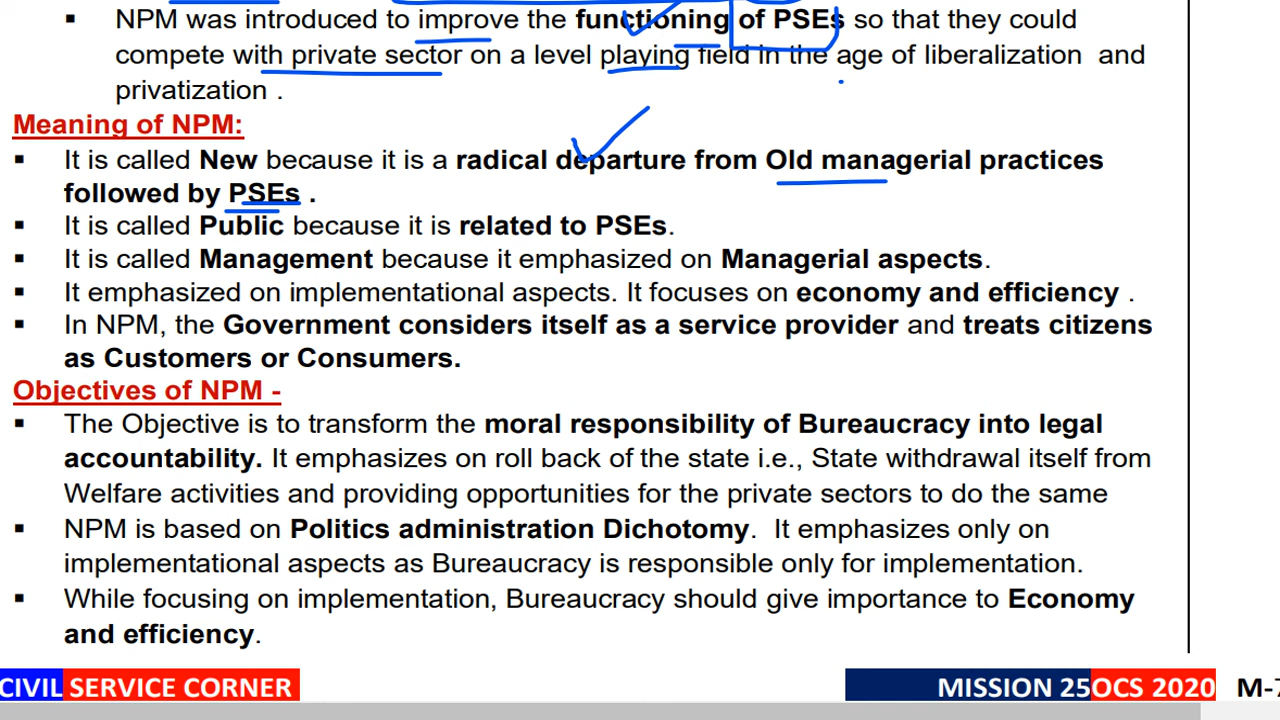 ▪ NPM was introduced to improve the functioning of PSEs so that they could
compete with private sector on a level playing field in the age of liberalization and
privatization .
Meaning of NPM:
▪ It is called New because it is a radical departure from Old managerial practices
followed by PSEs .
▪ It is called Public because it is related to PSEs.
▪ It is called Management because it emphasized on Managerial aspects.
▪ It emphasized on implementational aspects. It focuses on economy and efficiency .
▪ In NPM, the Government considers itself as a service provider and treats citizens
as Customers or Consumers.
Objectives of NPM -
▪ The Objective is to transform the moral responsibility of Bureaucracy into legal
accountability. It emphasizes on roll back of the state i.e., State withdrawal itself from
Welfare activities and providing opportunities for the private sectors to do the same
▪ NPM is based on Politics administration Dichotomy. It emphasizes only on
implementational aspects as Bureaucracy is responsible only for implementation.
▪ While focusing on implementation, Bureaucracy should give importance to Economy
and efficiency.
CIVIL SERVICE CORNER MISSION 25OCS 2020 M-7